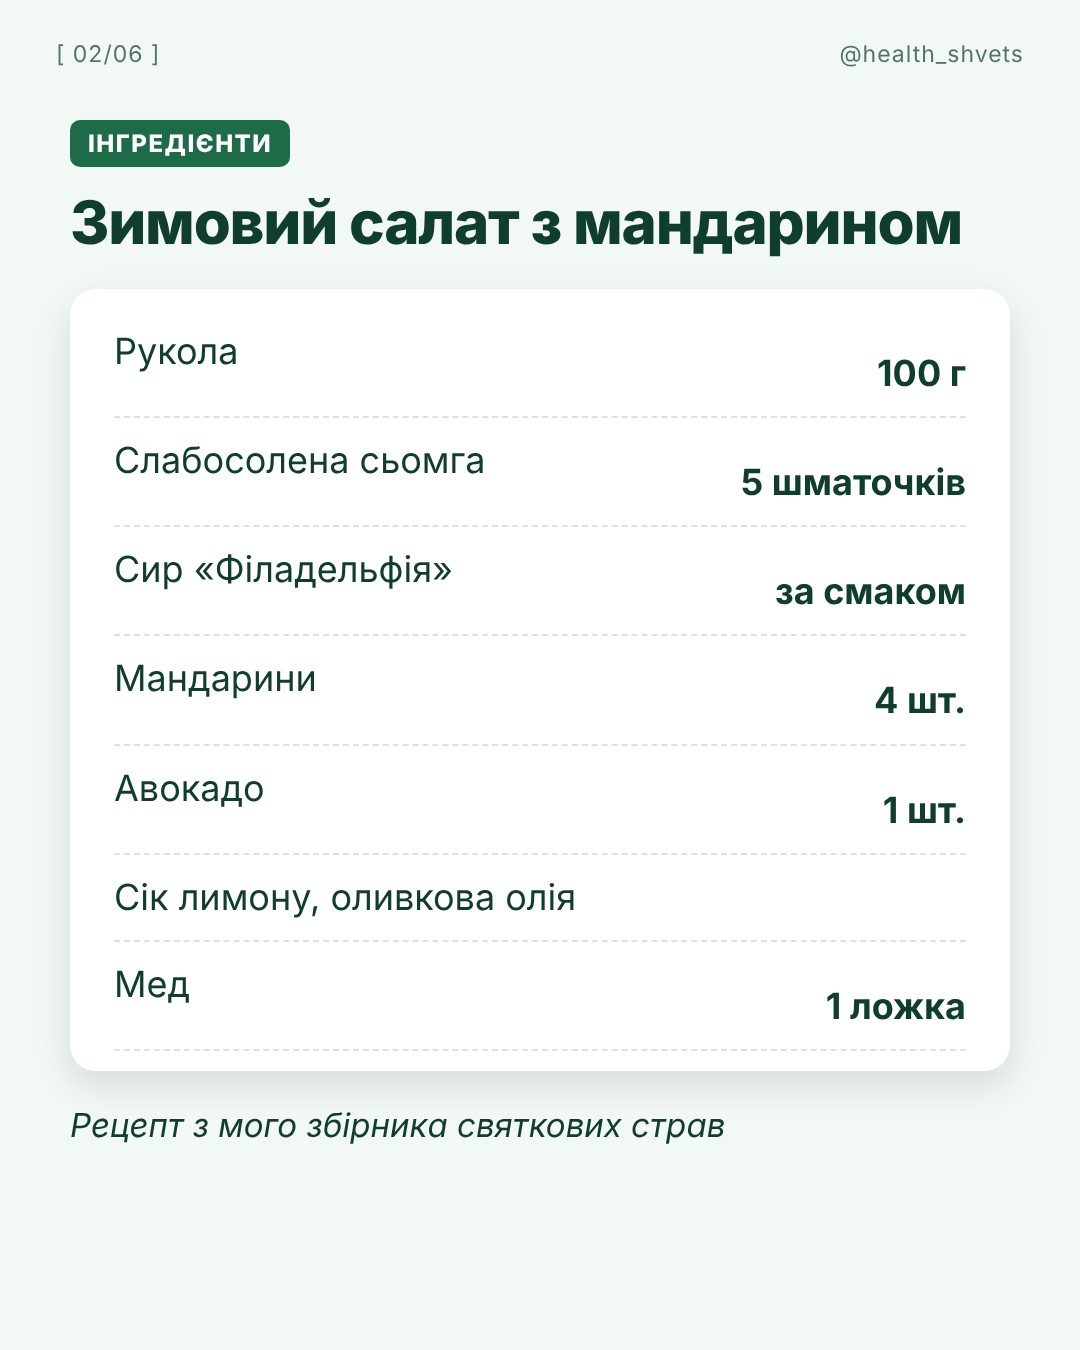 [ 02/06 ]
@health_shvets
ІНГРЕДІЄНТИ
Зимовий салат з мандарином
Рукола
100 г
Слабосолена сьомга
5 шматочків
Сир «Філадельфія»
за смаком
Мандарини
4 шт.
Авокадо
1 шт.
Сік лимону, оливкова олія
Мед
1 ложка
Рецепт з мого збірника святкових страв